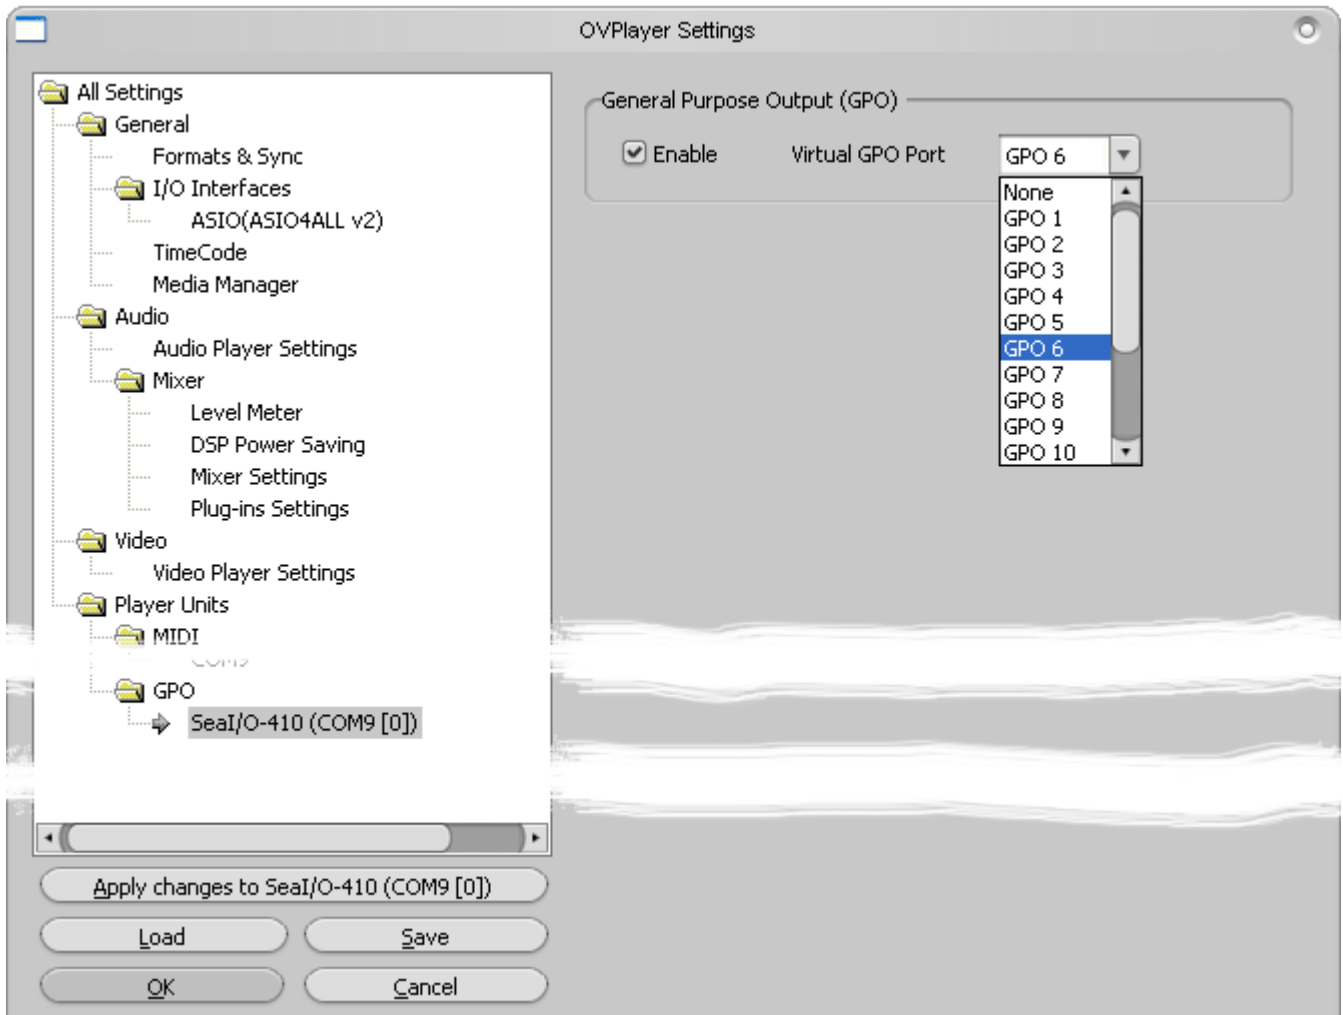 OVPlayer Settings
All Settings
General
Formats & Sync
I/O Interfaces
ASIO(ASIO4ALL v2)
TimeCode
Media Manager
Audio
Audio Player Settings
Mixer
Level Meter
DSP Power Saving
Mixer Settings
Plug-ins Settings
Video
Video Player Settings
Player Units
MIDI
GPO
SeaI/O-410 (COM9 [0])
Apply changes to SeaI/O-410 (COM9 [0])
Load
Save
OK
Cancel
General Purpose Output (GPO)
Enable
Virtual GPO Port
GPO 6
None
GPO 1
GPO 2
GPO 3
GPO 4
GPO 5
GPO 6
GPO 7
GPO 8
GPO 9
GPO 10